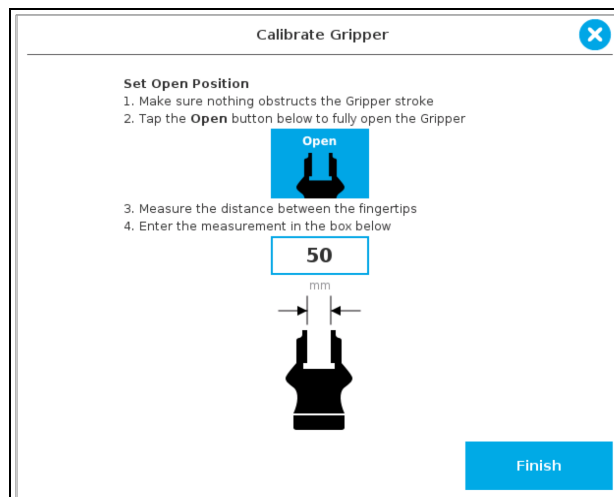 Calibrate Gripper
Set Open Position
1. Make sure nothing obstructs the Gripper stroke
2. Tap the Open button below to fully open the Gripper
Open
3. Measure the distance between the fingertips
4. Enter the measurement in the box below
50
mm
Finish